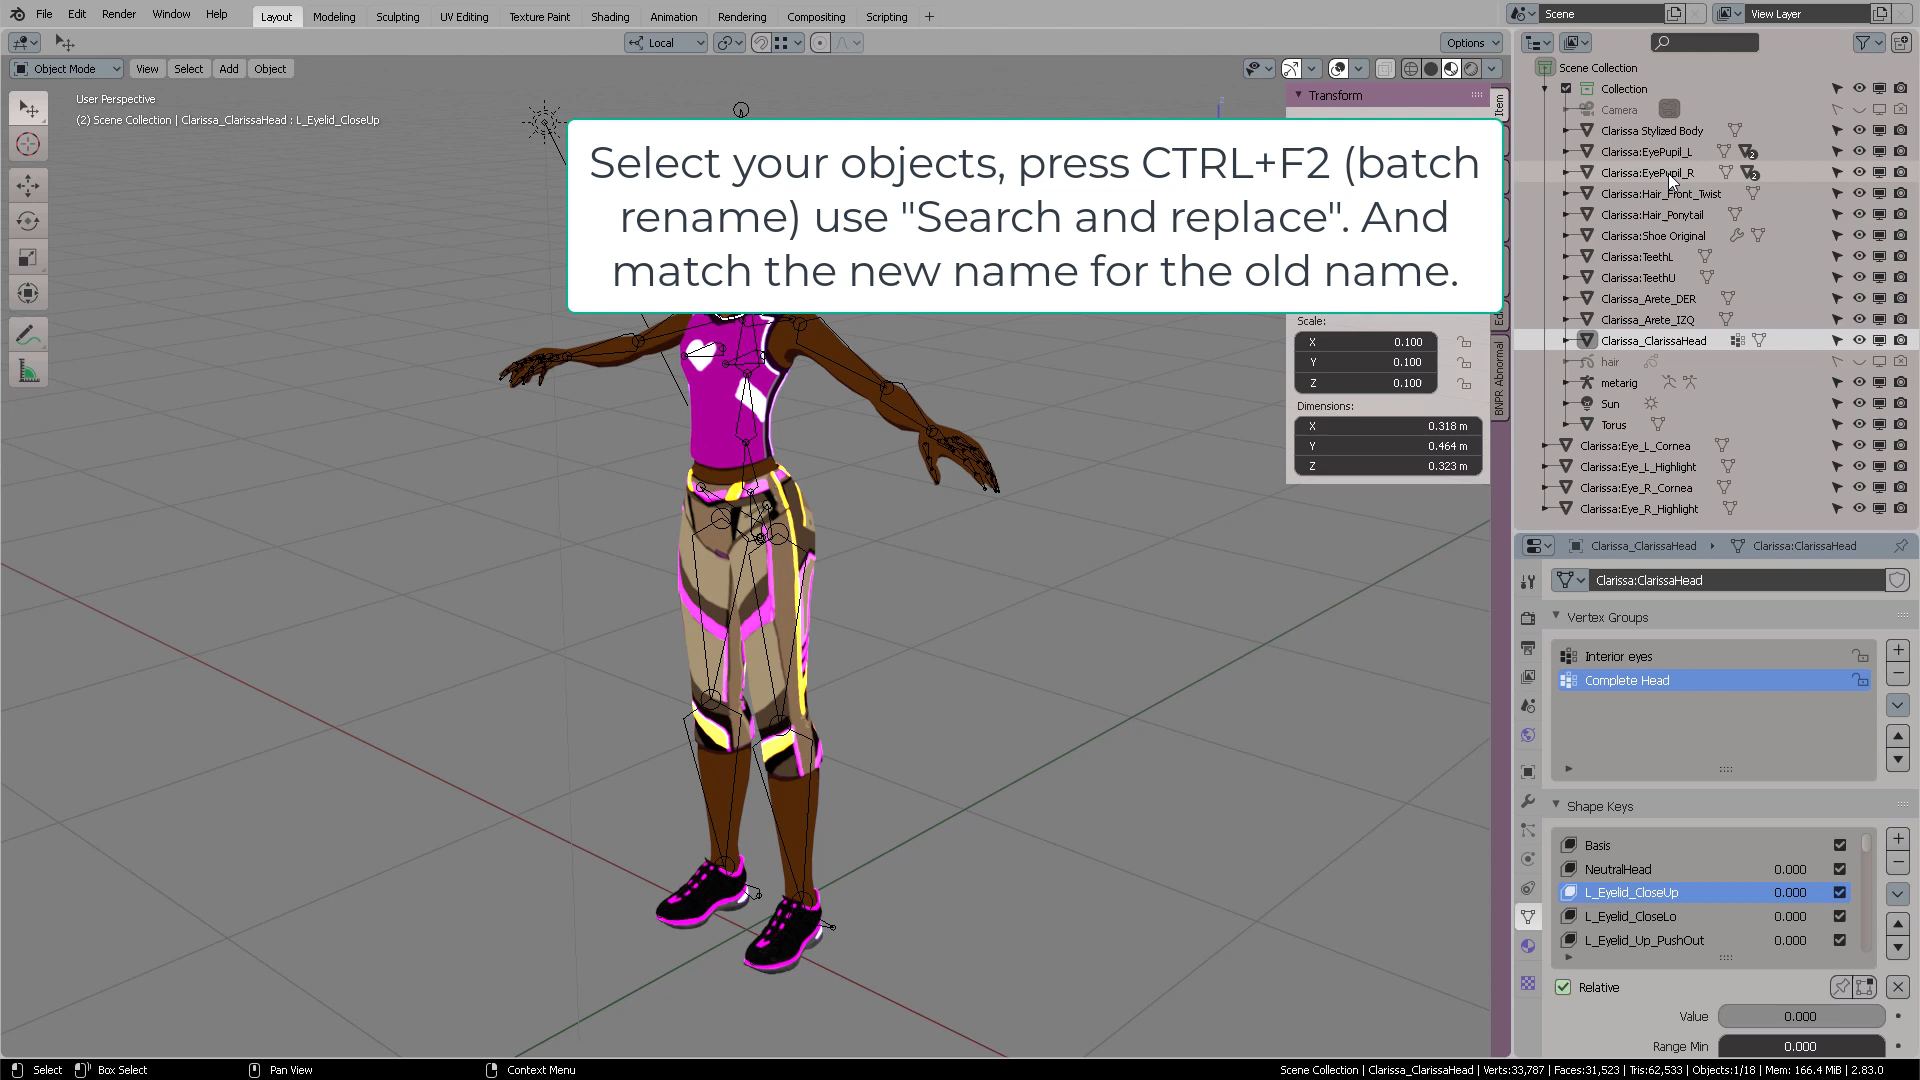 File Edit Render Window Help Layout Modeling Sculpting UV Editing Texture Paint Shading Animation Rendering Compositing Scripting + Scene View Layer
Local Options
Object Mode View Select Add Object
User Perspective
(2) Scene Collection | Clarissa_ClarissaHead : L_Eyelid_CloseUp
Select your objects, press CTRL+F2 (batch
rename) use "Search and replace". And
match the new name for the old name.
Transform
Item
Scale:
X 0.100
Y 0.100
Z 0.100
Dimensions:
X 0.318 m
Y 0.464 m
Z 0.323 m
BNPR Abnormal
Scene Collection
Collection
Camera
Clarissa Stylized Body
Clarissa:EyePupil_L 2
Clarissa:EyePupil_R 2
Clarissa:Hair_Front_Twist
Clarissa:Hair_Ponytail
Clarissa:Shoe Original
Clarissa:TeethL
Clarissa:TeethU
Clarissa_Arete_DER
Clarissa_Arete_IZQ
Clarissa_ClarissaHead
hair
metarig
Sun
Torus
Clarissa:Eye_L_Cornea
Clarissa:Eye_L_Highlight
Clarissa:Eye_R_Cornea
Clarissa:Eye_R_Highlight
Clarissa_ClarissaHead Clarissa:ClarissaHead
Clarissa:ClarissaHead
Vertex Groups
Interior eyes
Complete Head
Shape Keys
Basis
NeutralHead 0.000
L_Eyelid_CloseUp 0.000
L_Eyelid_CloseLo 0.000
L_Eyelid_Up_PushOut 0.000
Relative
Value 0.000
Range Min 0.000
Select Box Select Pan View Context Menu Scene Collection | Clarissa_ClarissaHead | Verts:33,787 | Faces:31,523 | Tris:62,533 | Objects:1/18 | Mem: 166.4 MiB | 2.83.0